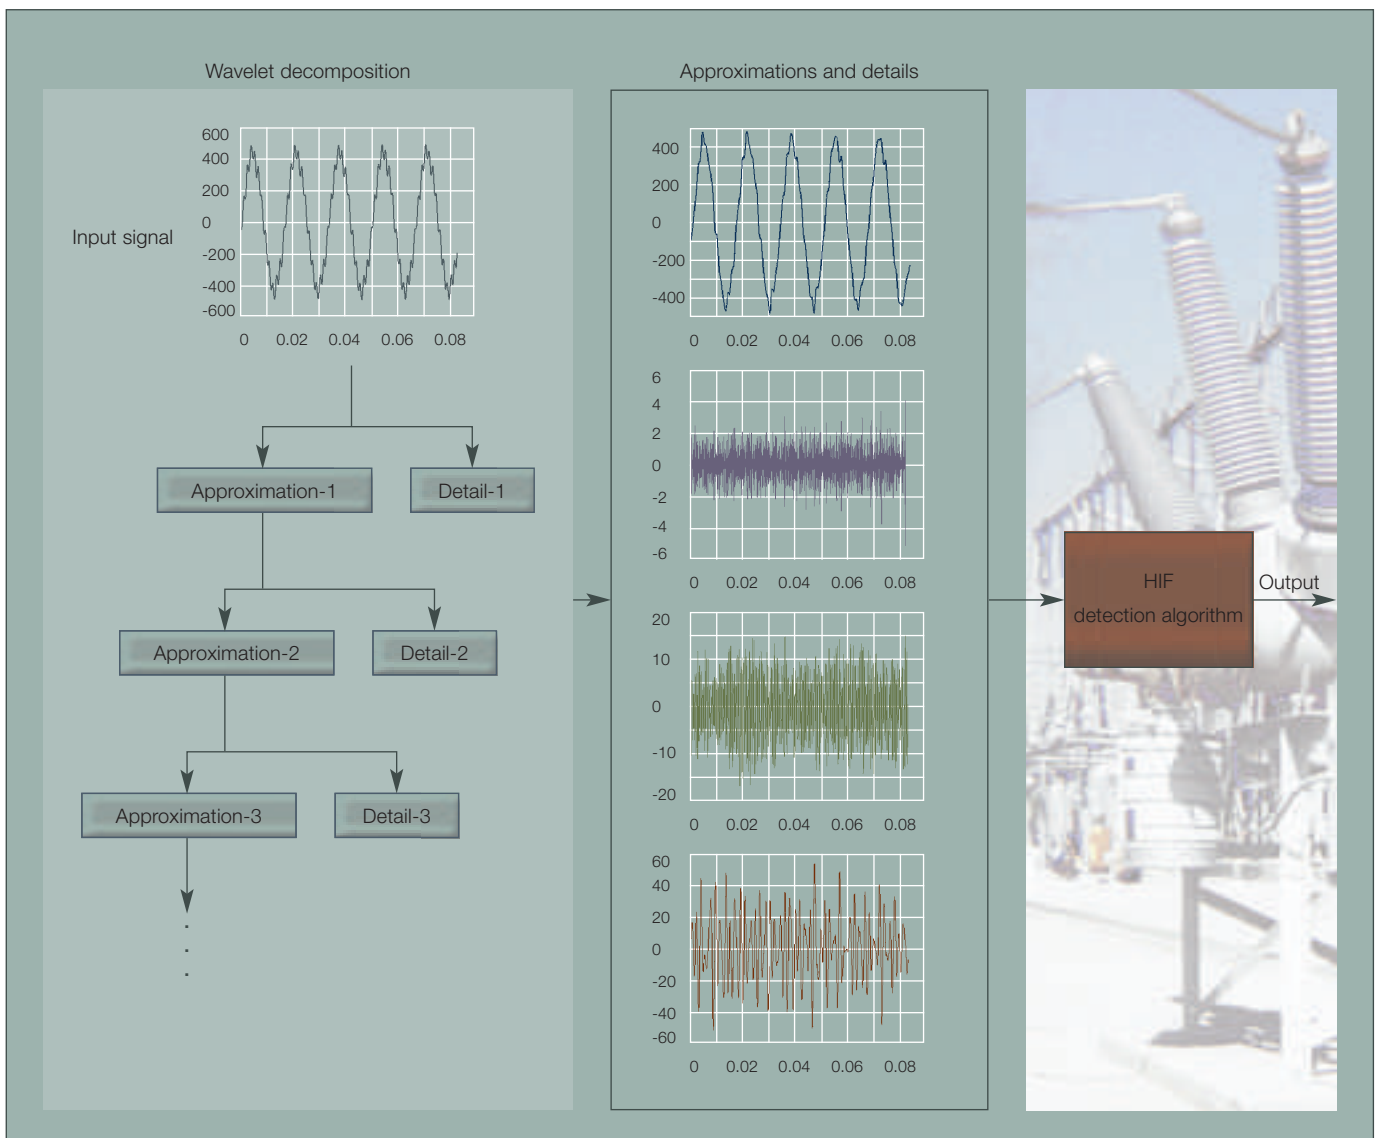 Wavelet decomposition
Approximations and details
Input signal
600
400
200
0
-200
-400
-600
0 0.02 0.04 0.06 0.08
Approximation-1
Detail-1
Approximation-2
Detail-2
Approximation-3
Detail-3
400
200
0
-200
-400
0 0.02 0.04 0.06 0.08
6
4
2
0
-2
-4
-6
0 0.02 0.04 0.06 0.08
20
10
0
-10
-20
0 0.02 0.04 0.06 0.08
60
40
20
0
-20
-40
-60
0 0.02 0.04 0.06 0.08
HIF
detection algorithm
Output